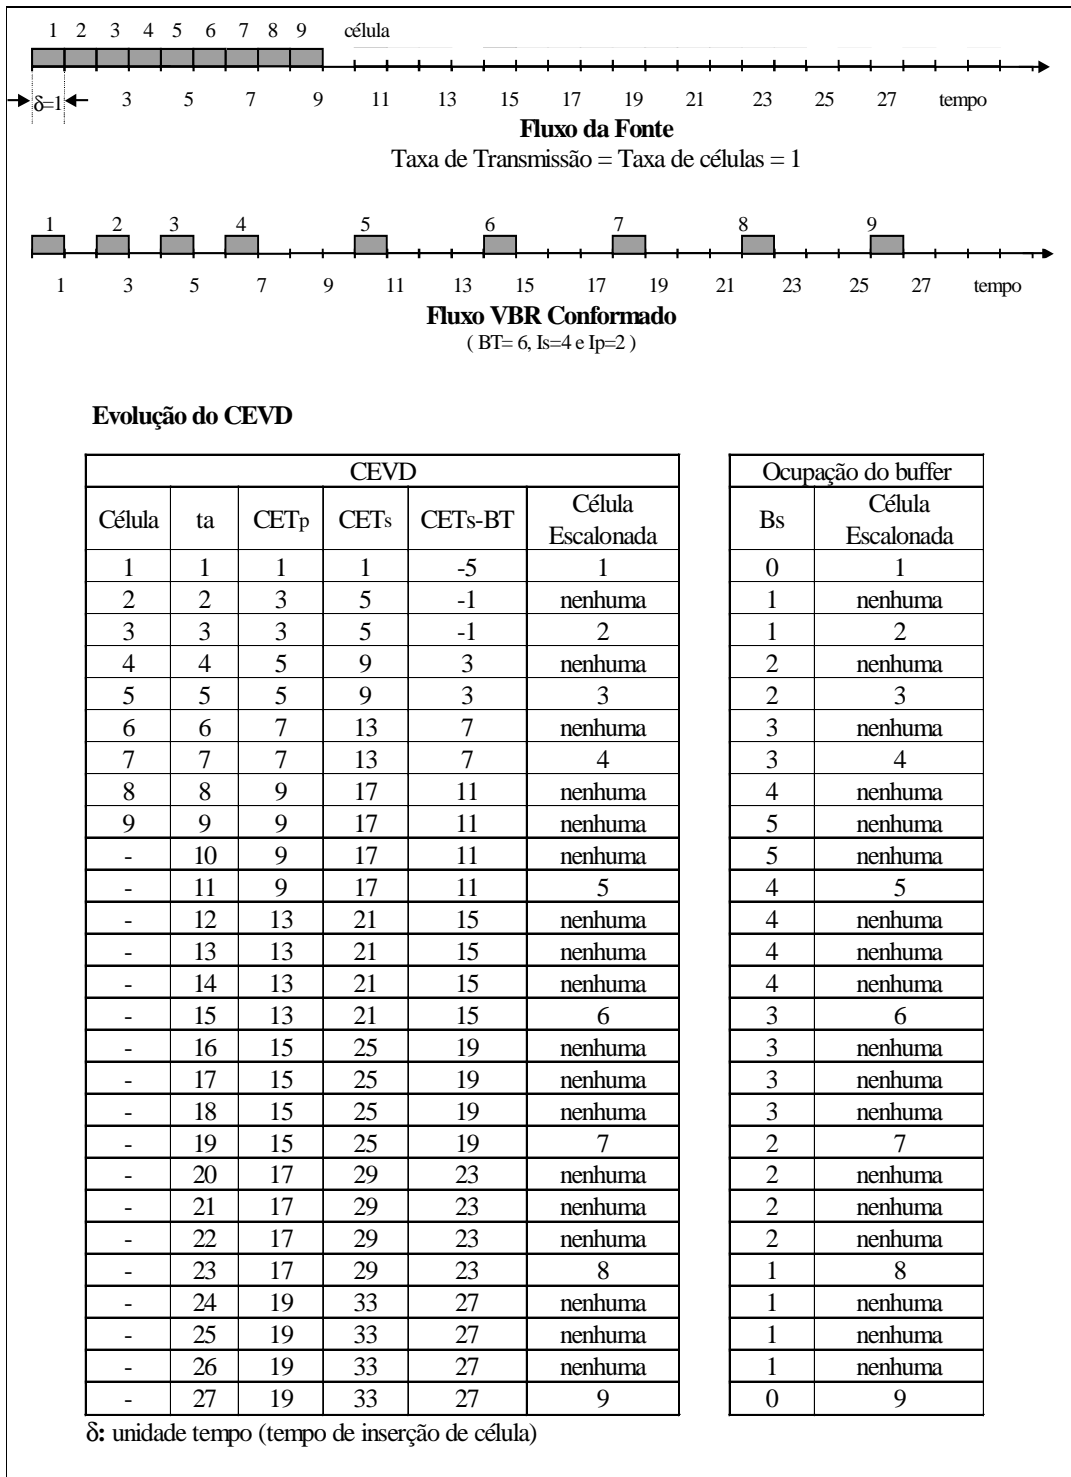 1 2 3 4 5 6 7 8 9 célula
δ=1 3 5 7 9 11 13 15 17 19 21 23 25 27 tempo
Fluxo da Fonte
Taxa de Transmissão = Taxa de células = 1
1 2 3 4 5 6 7 8 9
1 3 5 7 9 11 13 15 17 19 21 23 25 27 tempo
Fluxo VBR Conformado
( BT= 6, Is=4 e Ip=2 )
Evolução do CEVD
CEVD Ocupação do buffer
Célula ta CETp CETs CETs-BT Célula Escalonada Bs Célula Escalonada
1 1 1 1 -5 1 0 1
2 2 3 5 -1 nenhuma 1 nenhuma
3 3 3 5 -1 2 1 2
4 4 5 9 3 nenhuma 2 nenhuma
5 5 5 9 3 3 2 3
6 6 7 13 7 nenhuma 3 nenhuma
7 7 7 13 7 4 3 4
8 8 9 17 11 nenhuma 4 nenhuma
9 9 9 17 11 nenhuma 5 nenhuma
- 10 9 17 11 nenhuma 5 nenhuma
- 11 9 17 11 5 4 5
- 12 13 21 15 nenhuma 4 nenhuma
- 13 13 21 15 nenhuma 4 nenhuma
- 14 13 21 15 nenhuma 4 nenhuma
- 15 13 21 15 6 3 6
- 16 15 25 19 nenhuma 3 nenhuma
- 17 15 25 19 nenhuma 3 nenhuma
- 18 15 25 19 nenhuma 3 nenhuma
- 19 15 25 19 7 2 7
- 20 17 29 23 nenhuma 2 nenhuma
- 21 17 29 23 nenhuma 2 nenhuma
- 22 17 29 23 nenhuma 2 nenhuma
- 23 17 29 23 8 1 8
- 24 19 33 27 nenhuma 1 nenhuma
- 25 19 33 27 nenhuma 1 nenhuma
- 26 19 33 27 nenhuma 1 nenhuma
- 27 19 33 27 9 0 9
δ: unidade tempo (tempo de inserção de célula)